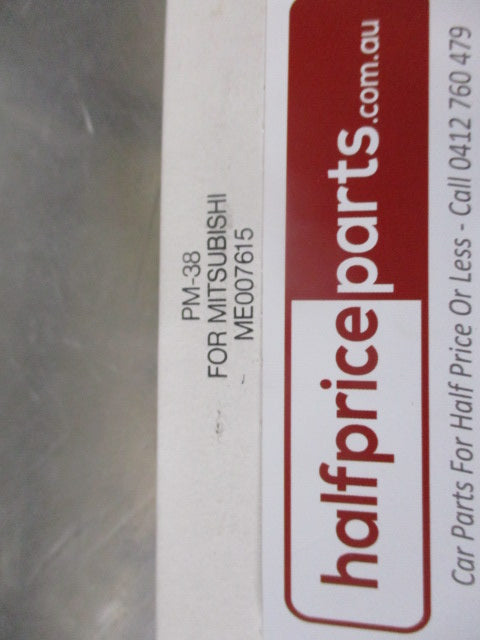 PM-38
FOR MITSUBISHI
ME007615
halfpriceparts.com.au
Car Parts For Half Price Or Less - Call 0412 760 479